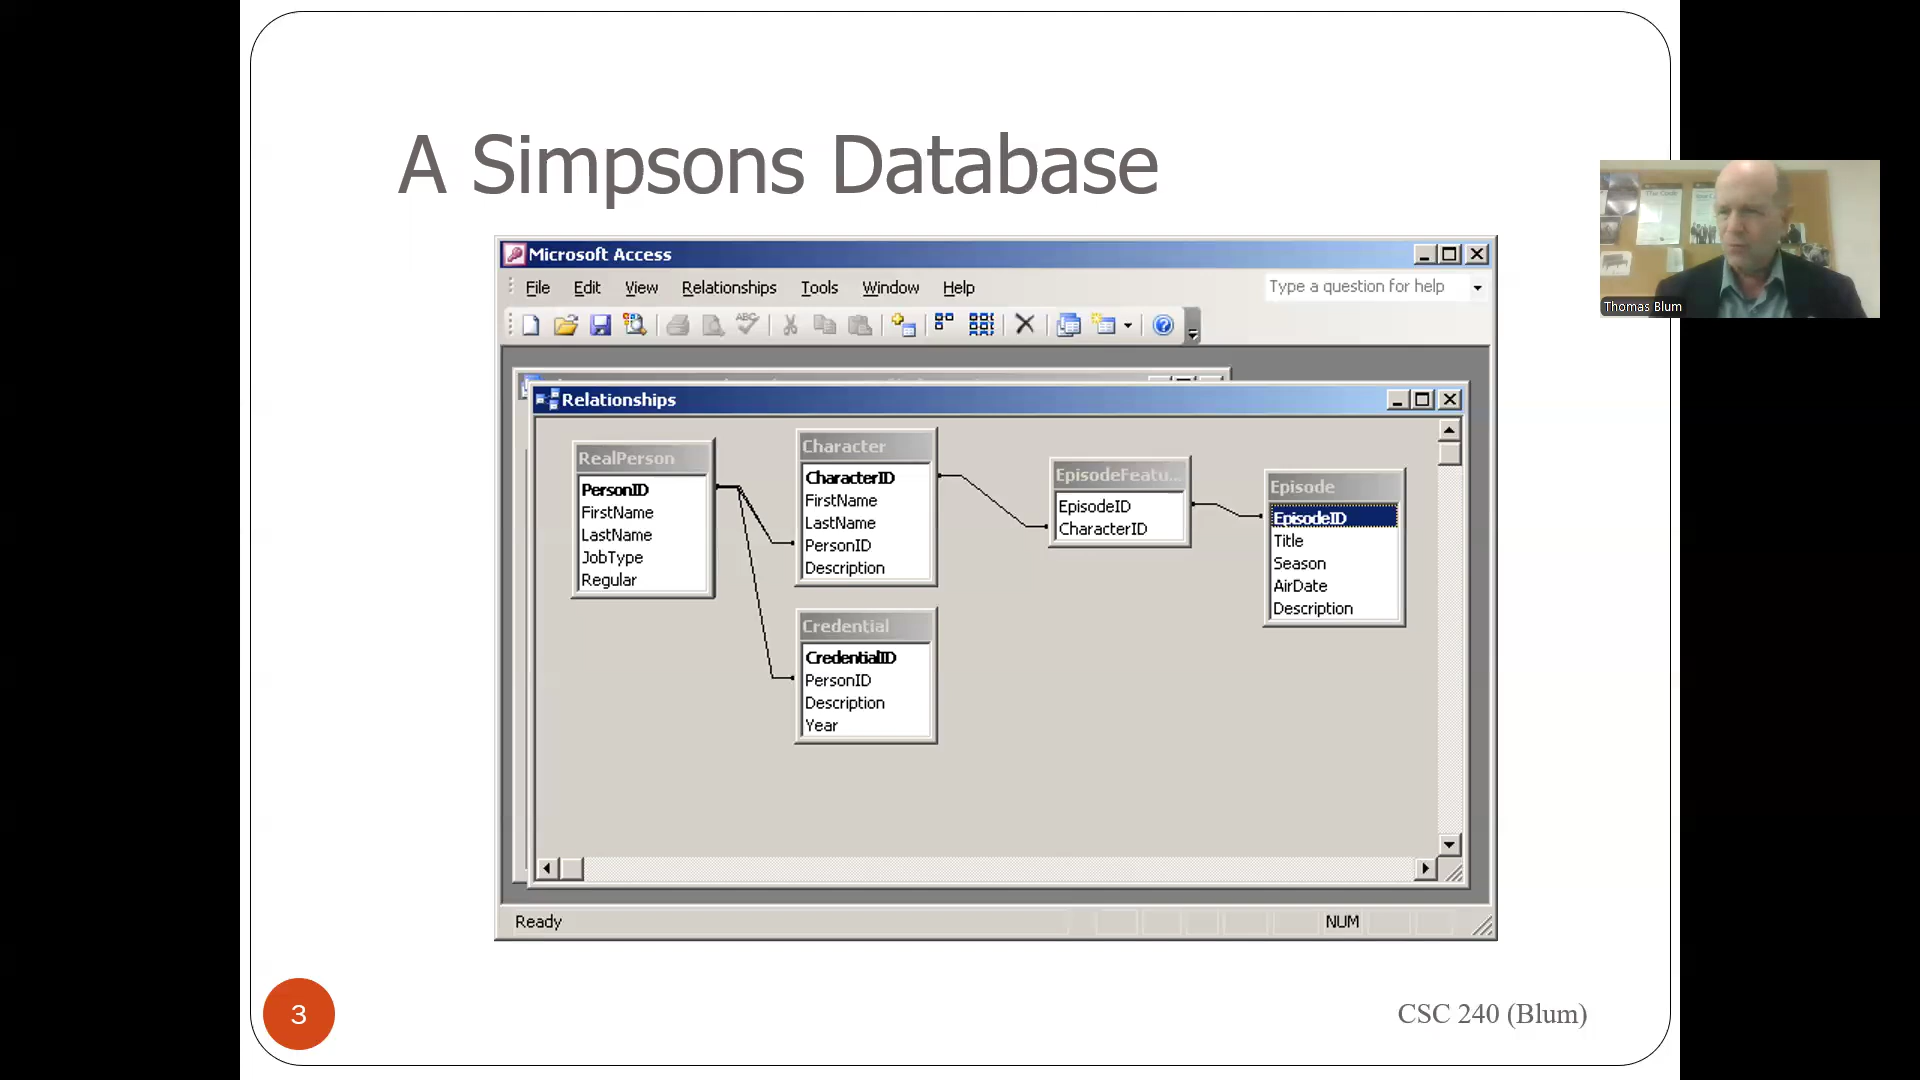 A Simpsons Database
Microsoft Access
File Edit View Relationships Tools Window Help
Type a question for help
Relationships
RealPerson
PersonID
FirstName
LastName
JobType
Regular
Character
CharacterID
FirstName
LastName
PersonID
Description
Credential
CredentialID
PersonID
Description
Year
EpisodeFeatu...
EpisodeID
CharacterID
Episode
EpisodeID
Title
Season
AirDate
Description
Ready
NUM
3
CSC 240 (Blum)
Thomas Blum